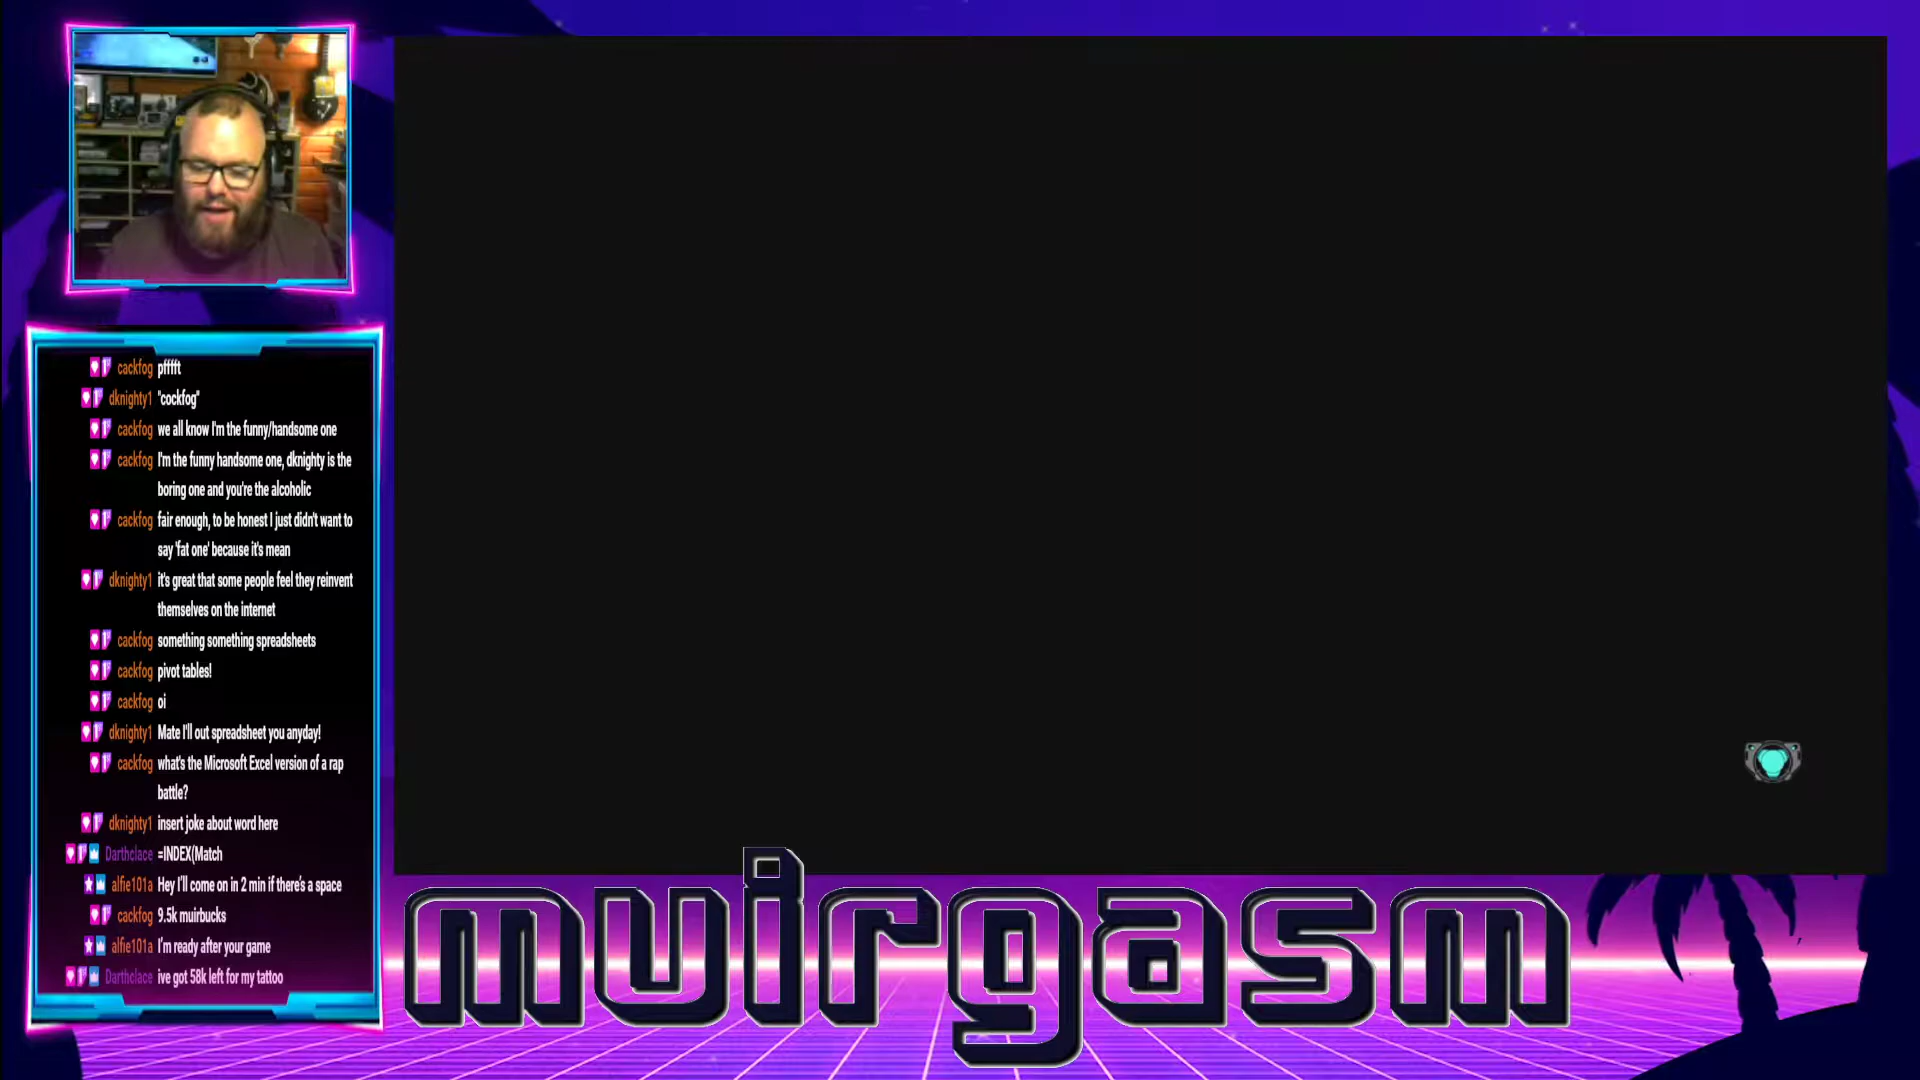 cackfog pfffft
dknighty1 "cockfog"
cackfog we all know I'm the funny/handsome one
cackfog I'm the funny handsome one, dknighty is the
boring one and you're the alcoholic
cackfog fair enough, to be honest I just didn't want to
say 'fat one' because it's mean
dknighty1 it's great that some people feel they reinvent
themselves on the internet
cackfog something something spreadsheets
cackfog pivot tables!
cackfog oi
dknighty1 Mate I'll out spreadsheet you anyday!
cackfog what's the Microsoft Excel version of a rap
battle?
dknighty1 insert joke about word here
Darthclace =INDEX(Match
alfie101a Hey I'll come on in 2 min if there's a space
cackfog 9.5k muirbucks
alfie101a I'm ready after your game
Darthclace ive got 58k left for my tattoo
muirgasm